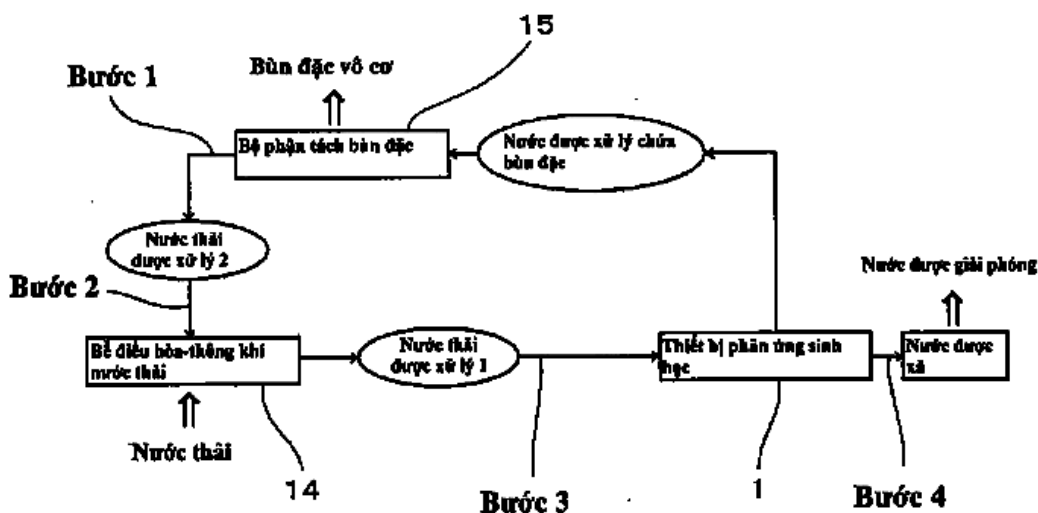 15
Bùn đặc vô cơ
Bước 1
Bộ phận tách bùn đặc
Nước được xử lý chứa
bùn đặc
Nước thải
được xử lý 2
Bước 2
Nước được giải phóng
Bể điều hòa-thông khí
nước thải
Nước thải
được xử lý 1
Thiết bị phản ứng sinh
học
Nước được
xả
Nước thải
14
Bước 3
1
Bước 4